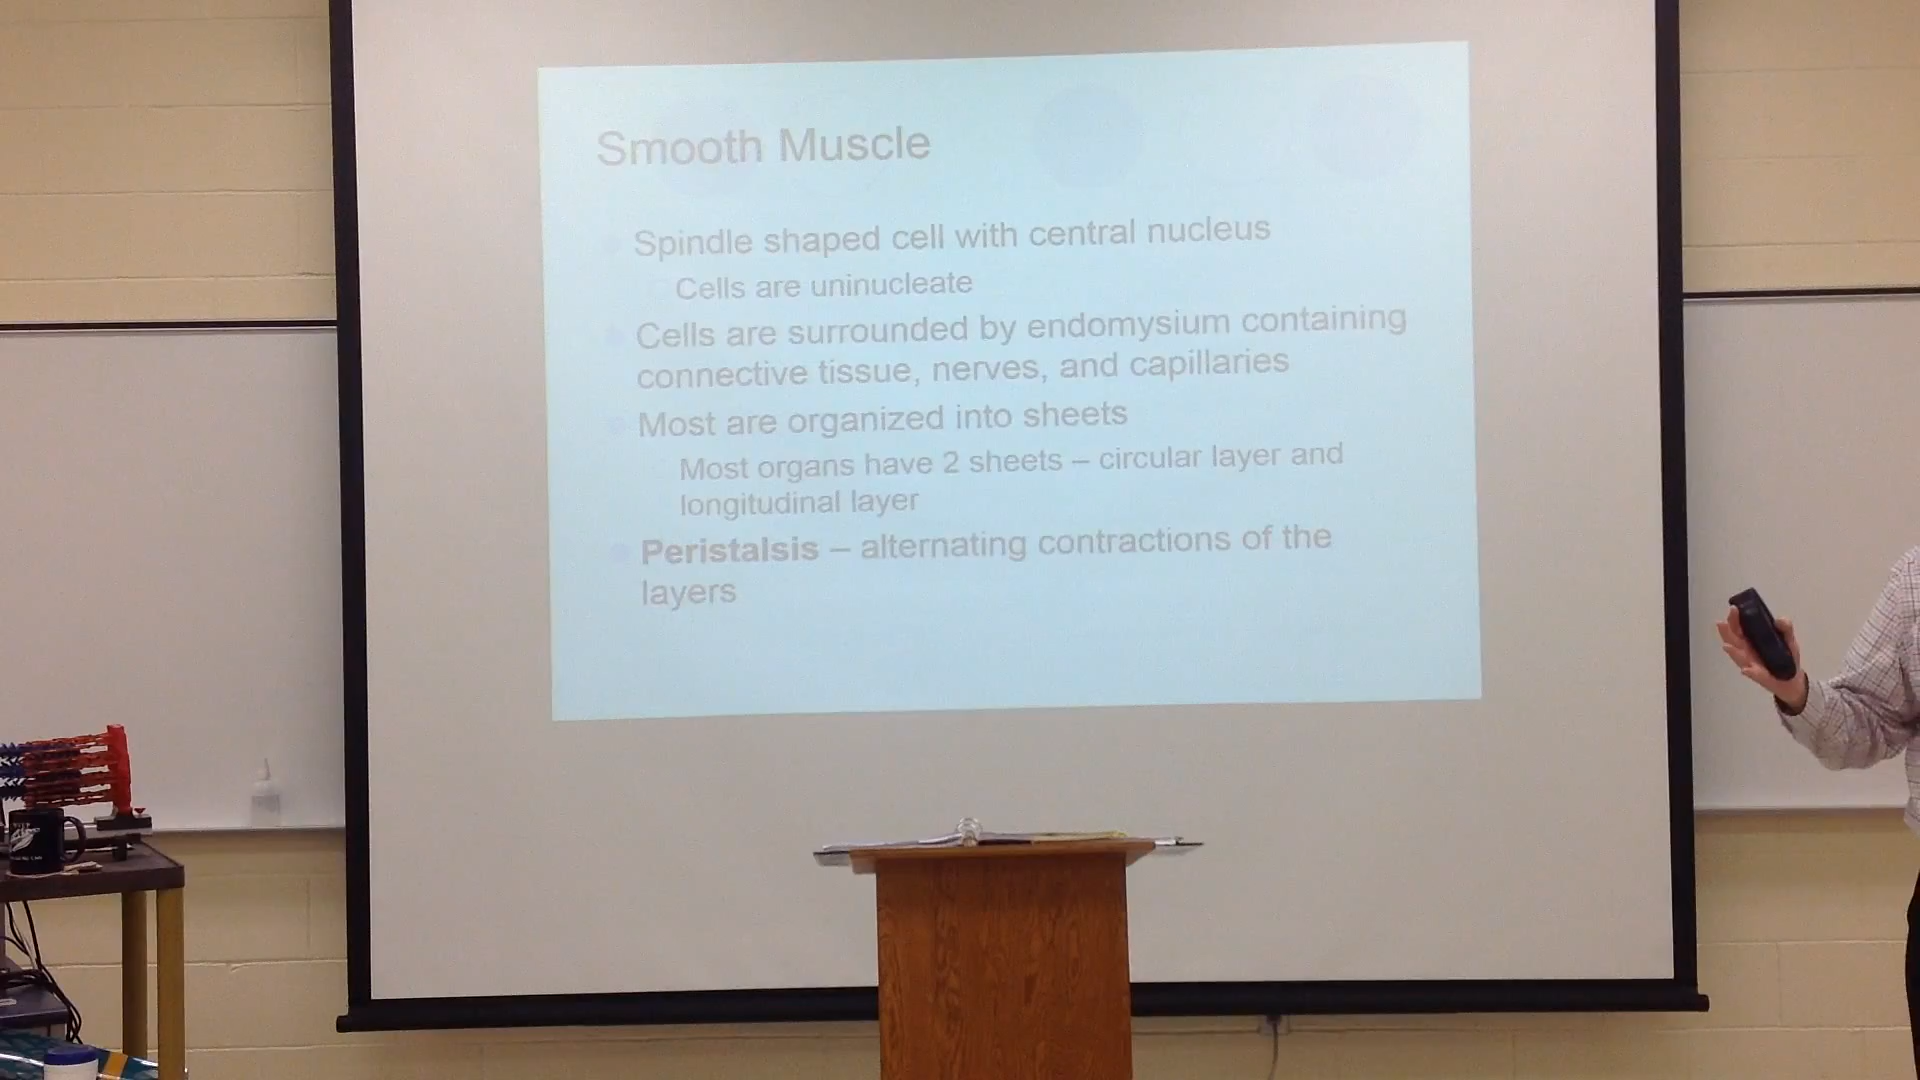 Smooth Muscle
Spindle shaped cell with central nucleus
Cells are uninucleate
Cells are surrounded by endomysium containing
connective tissue, nerves, and capillaries
Most are organized into sheets
Most organs have 2 sheets – circular layer and
longitudinal layer
Peristalsis – alternating contractions of the
layers